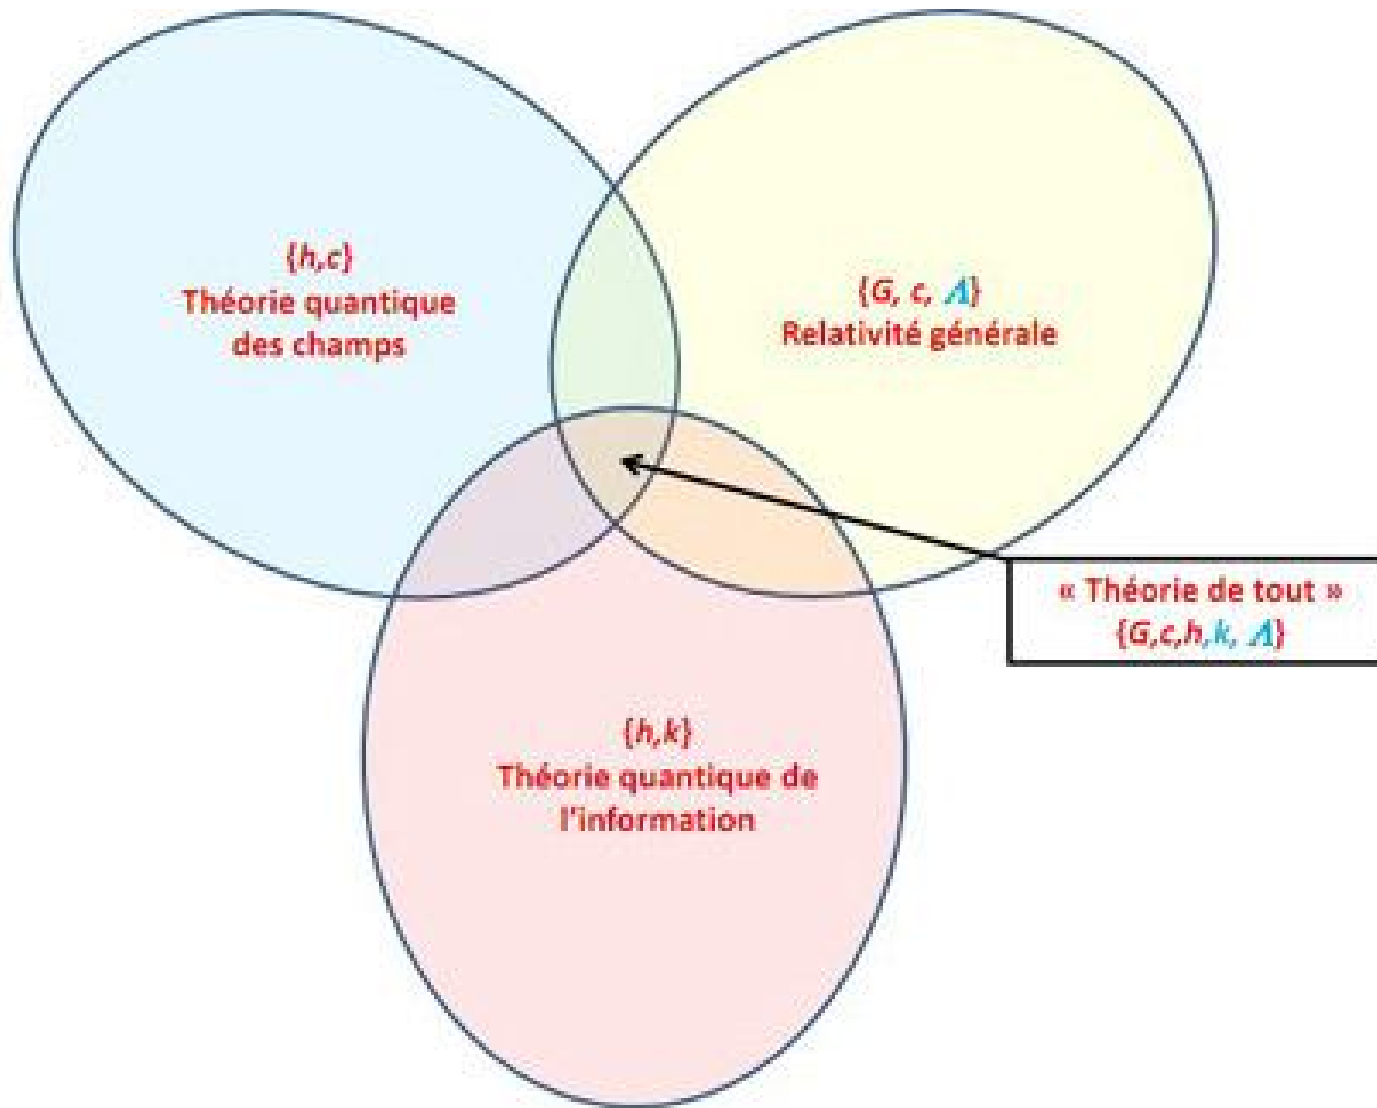 {h,c}
Théorie quantique
des champs
{G, c, Λ}
Relativité générale
« Théorie de tout »
{G,c,h,k, Λ}
{h,k}
Théorie quantique de
l'information